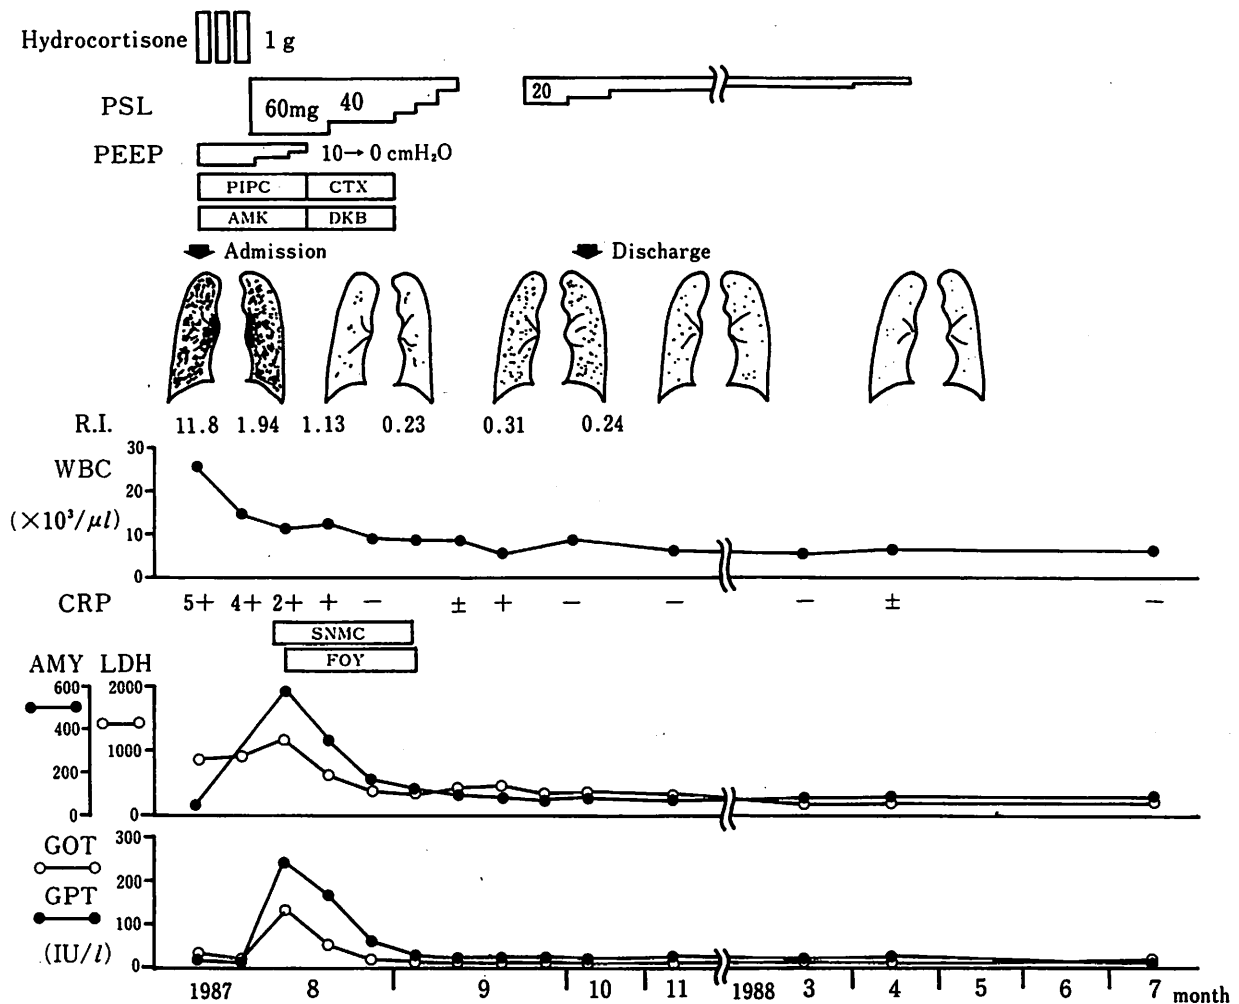 Hydrocortisone 1 g
PSL 60mg 40 20
PEEP 10→0 cmH₂O
PIPC CTX
AMK DKB
Admission Discharge
R.I. 11.8 1.94 1.13 0.23 0.31 0.24
WBC
(×10³/μl)
30
20
10
0
CRP 5+ 4+ 2+ + − ± + − − − ± −
SNMC
FOY
AMY LDH
600 2000
400
1000
200
0 0
GOT
GPT
(IU/l)
300
200
100
0
1987 8 9 10 11 1988 3 4 5 6 7 month